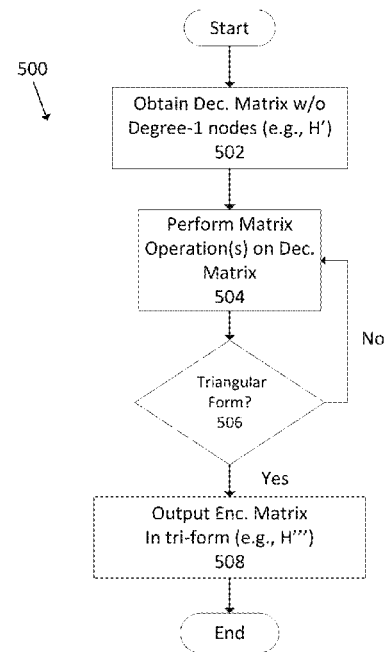 Start
500
Obtain Dec. Matrix w/o
Degree-1 nodes (e.g., H')
502
Perform Matrix
Operation(s) on Dec.
Matrix
504
No
Triangular
Form?
506
Yes
Output Enc. Matrix
In tri-form (e.g., H''')
508
End